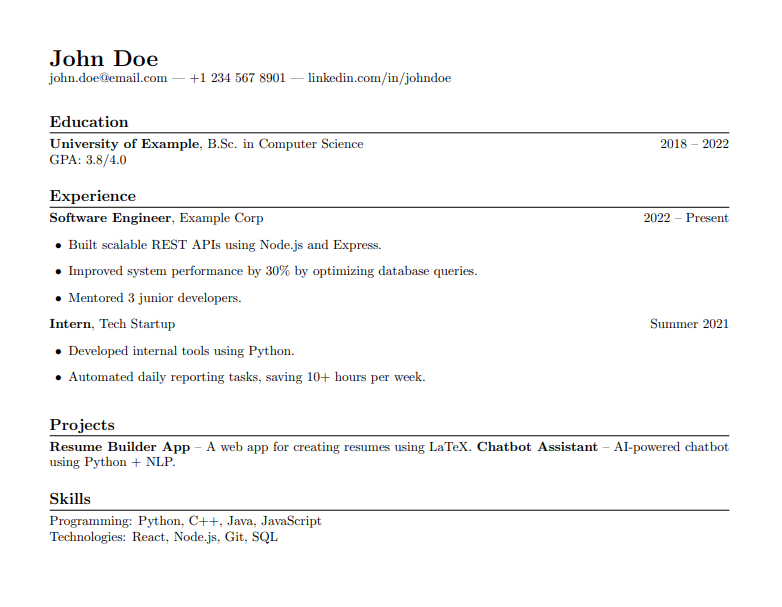 John Doe
john.doe@email.com — +1 234 567 8901 — linkedin.com/in/johndoe
Education
University of Example, B.Sc. in Computer Science 2018 – 2022
GPA: 3.8/4.0
Experience
Software Engineer, Example Corp 2022 – Present
• Built scalable REST APIs using Node.js and Express.
• Improved system performance by 30% by optimizing database queries.
• Mentored 3 junior developers.
Intern, Tech Startup Summer 2021
• Developed internal tools using Python.
• Automated daily reporting tasks, saving 10+ hours per week.
Projects
Resume Builder App – A web app for creating resumes using LaTeX. Chatbot Assistant – AI-powered chatbot
using Python + NLP.
Skills
Programming: Python, C++, Java, JavaScript
Technologies: React, Node.js, Git, SQL